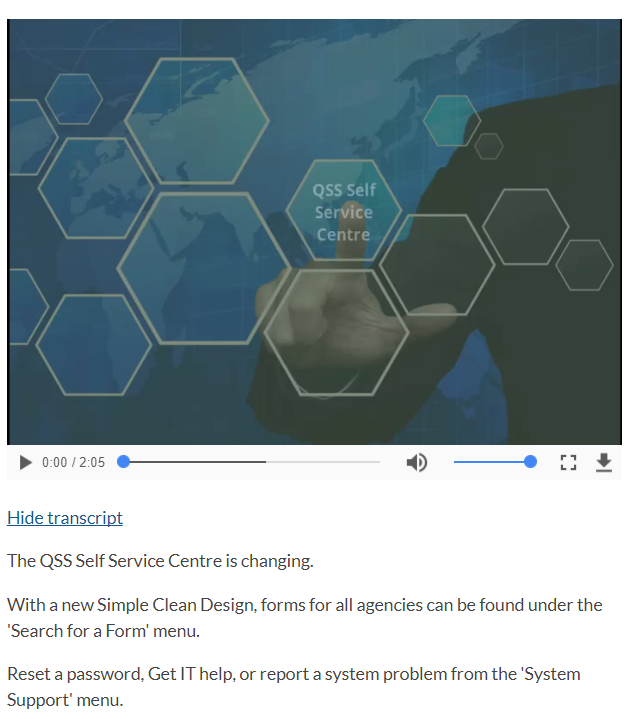 QSS Self
Service
Centre
0:00 / 2:05
Hide transcript
The QSS Self Service Centre is changing.
With a new Simple Clean Design, forms for all agencies can be found under the
'Search for a Form' menu.
Reset a password, Get IT help, or report a system problem from the 'System
Support' menu.